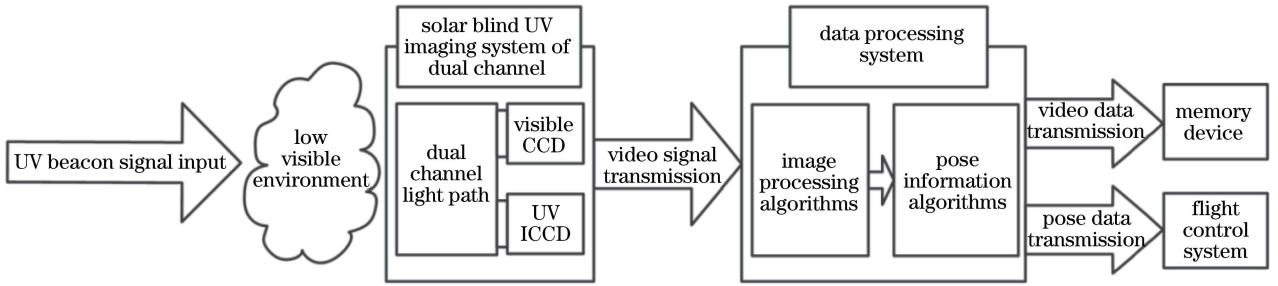 UV beacon signal input
low
visible
environment
solar blind UV
imaging system of
dual channel
dual
channel
light path
visible
CCD
UV
ICCD
video signal
transmission
data processing
system
image
processing
algorithms
pose
information
algorithms
video data
transmission
memory
device
pose data
transmission
flight
control
system